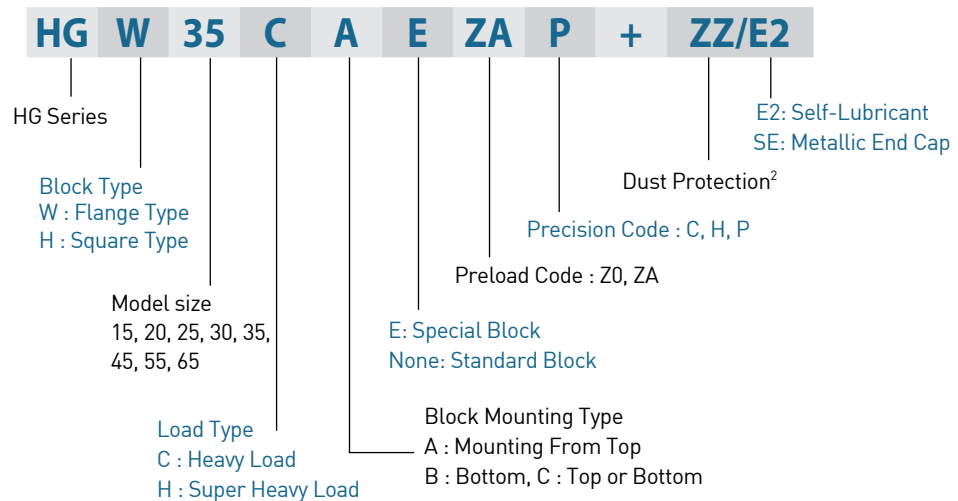 HG W 35 C A E ZA P + ZZ/E2
HG Series
E2: Self-Lubricant
SE: Metallic End Cap
Dust Protection2
Block Type
W : Flange Type
H : Square Type
Precision Code : C, H, P
Preload Code : Z0, ZA
Model size
15, 20, 25, 30, 35,
45, 55, 65
E: Special Block
None: Standard Block
Block Mounting Type
A : Mounting From Top
B : Bottom, C : Top or Bottom
Load Type
C : Heavy Load
H : Super Heavy Load